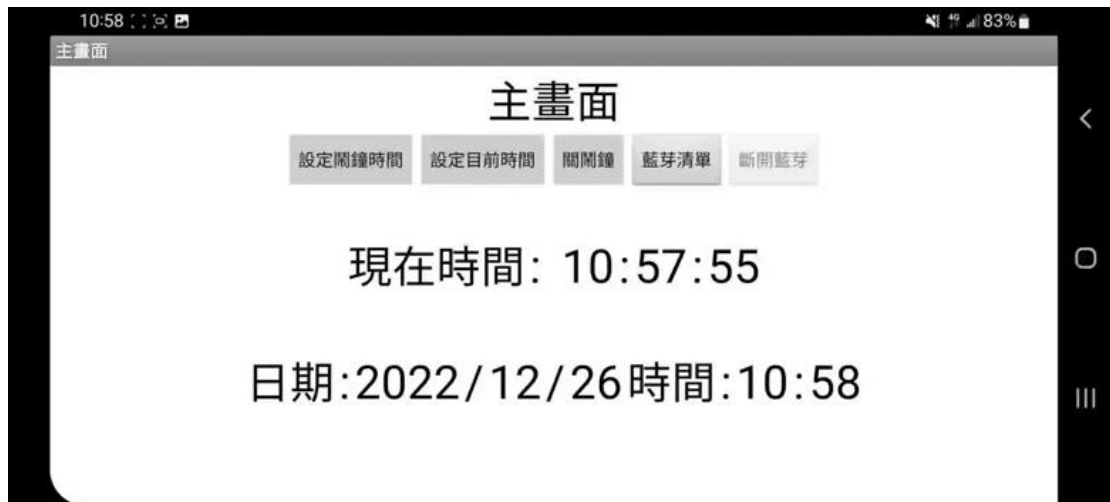 10:58
4G 83%
主畫面
主畫面
設定鬧鐘時間 設定目前時間 關鬧鐘 藍芽清單 斷開藍芽
現在時間: 10:57:55
日期:2022/12/26時間:10:58